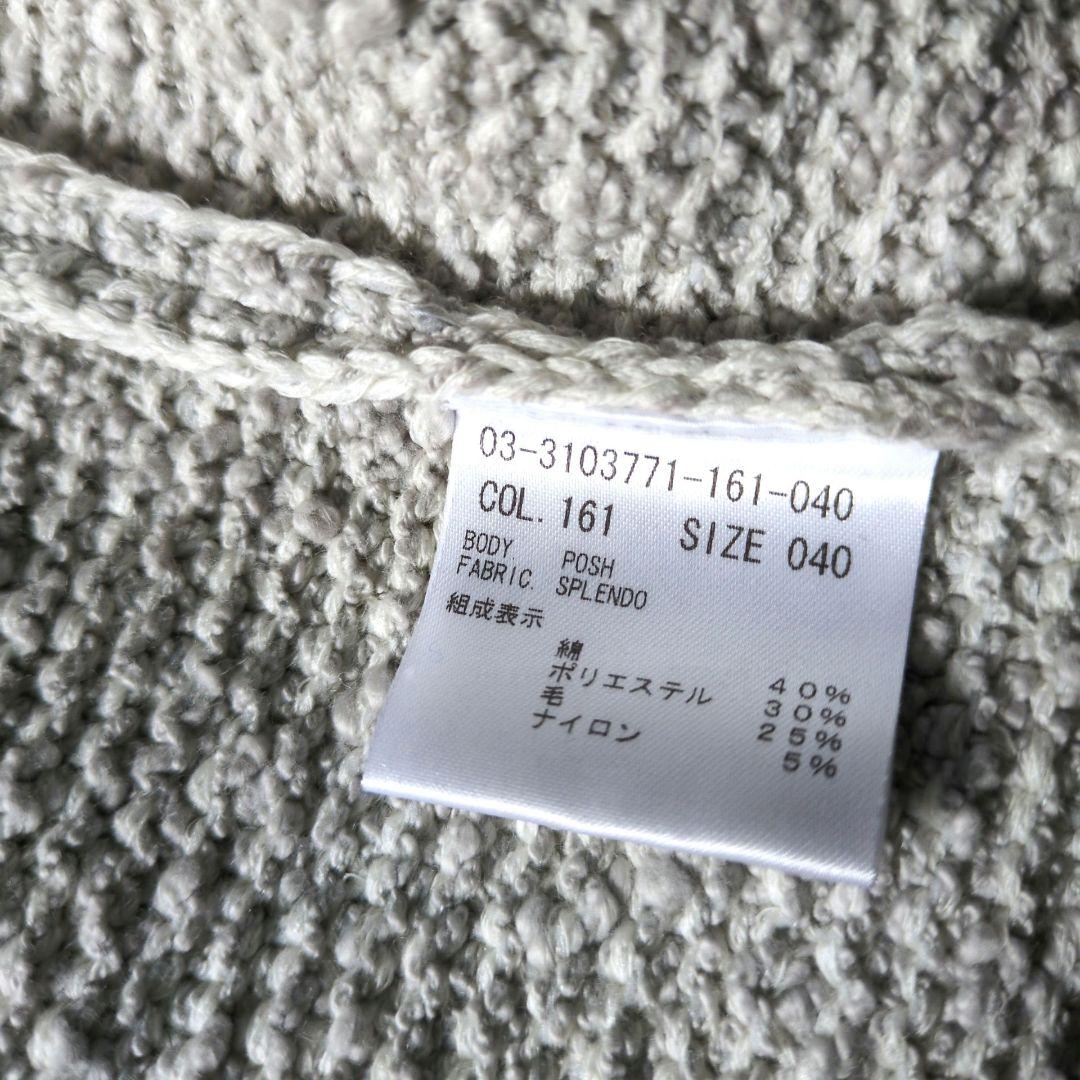 03-3103771-161-040
COL. 161 SIZE 040
BODY POSH
FABRIC. SPLENDO
組成表示
綿 40%
ポリエステル 30%
毛 25%
ナイロン 5%